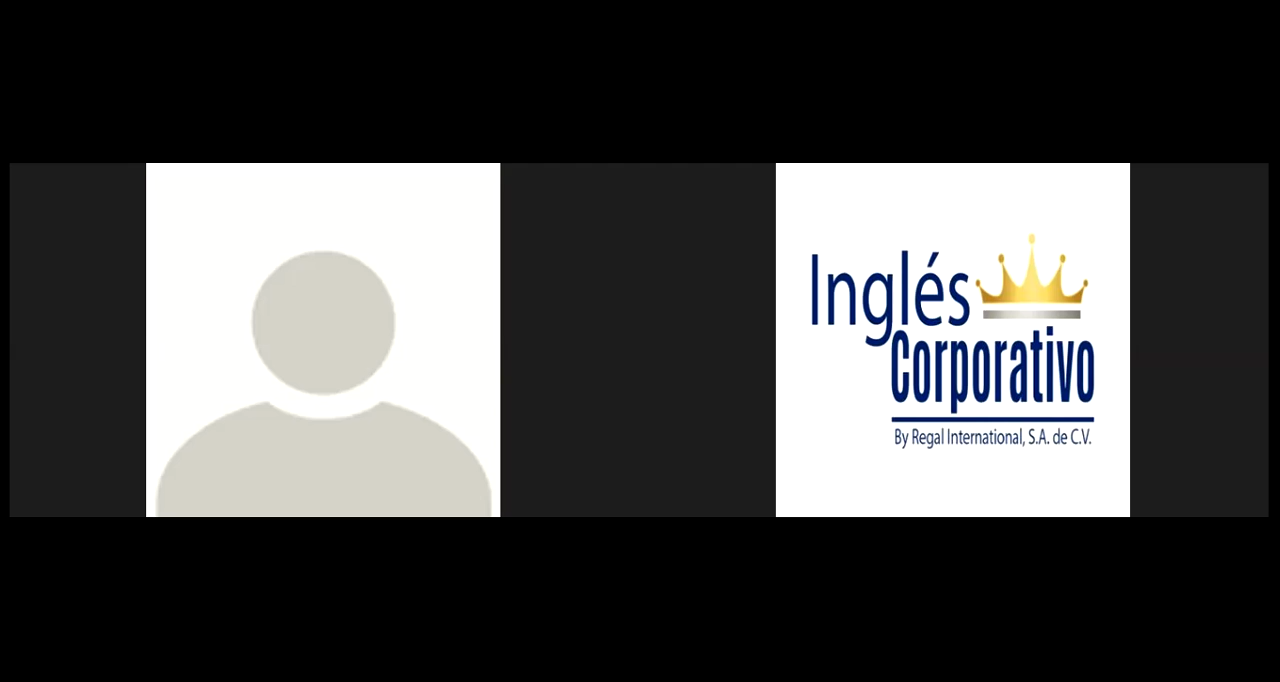 Inglés
Corporativo
By Regal International, S.A. de C.V.